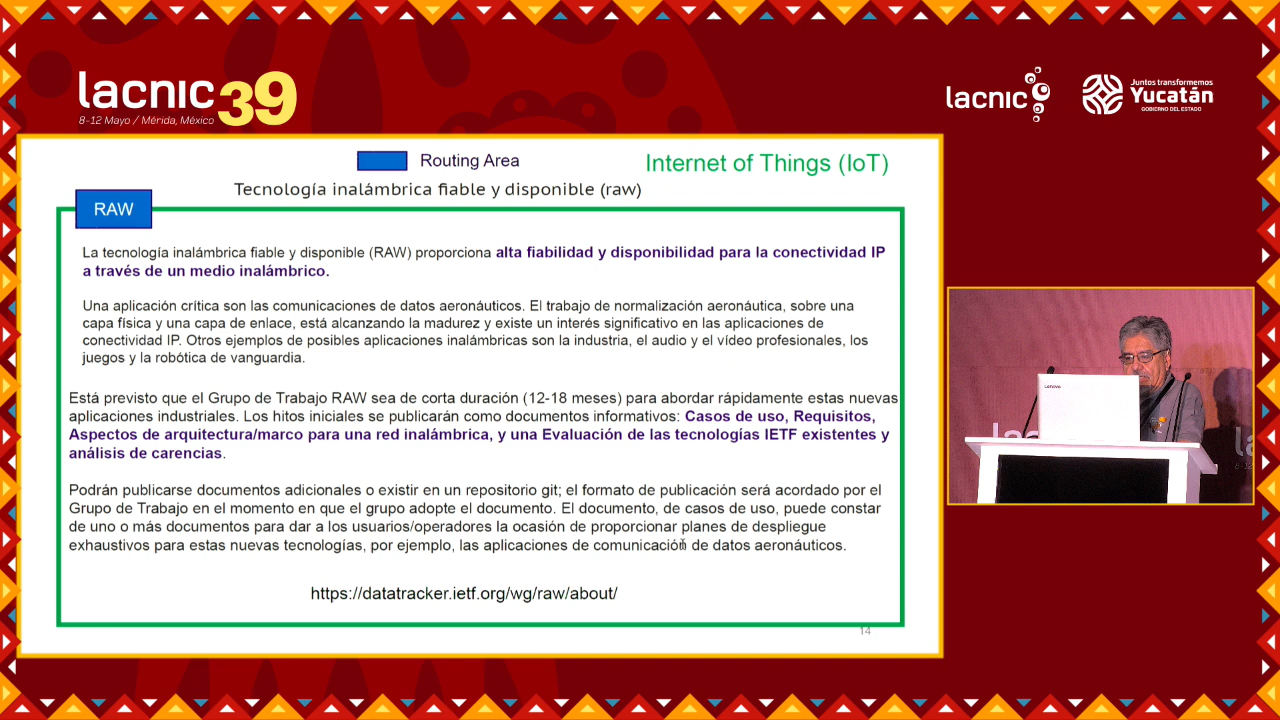 lacnic39
8-12 Mayo / Mérida, México
lacnic
Juntos transformemos
Yucatán
GOBIERNO DEL ESTADO
Routing Area
Internet of Things (IoT)
Tecnología inalámbrica fiable y disponible (raw)
RAW
La tecnología inalámbrica fiable y disponible (RAW) proporciona alta fiabilidad y disponibilidad para la conectividad IP
a través de un medio inalámbrico.
Una aplicación crítica son las comunicaciones de datos aeronáuticos. El trabajo de normalización aeronáutica, sobre una
capa física y una capa de enlace, está alcanzando la madurez y existe un interés significativo en las aplicaciones de
conectividad IP. Otros ejemplos de posibles aplicaciones inalámbricas son la industria, el audio y el vídeo profesionales, los
juegos y la robótica de vanguardia.
Está previsto que el Grupo de Trabajo RAW sea de corta duración (12-18 meses) para abordar rápidamente estas nuevas
aplicaciones industriales. Los hitos iniciales se publicarán como documentos informativos: Casos de uso, Requisitos,
Aspectos de arquitectura/marco para una red inalámbrica, y una Evaluación de las tecnologías IETF existentes y
análisis de carencias.
Podrán publicarse documentos adicionales o existir en un repositorio git; el formato de publicación será acordado por el
Grupo de Trabajo en el momento en que el grupo adopte el documento. El documento, de casos de uso, puede constar
de uno o más documentos para dar a los usuarios/operadores la ocasión de proporcionar planes de despliegue
exhaustivos para estas nuevas tecnologías, por ejemplo, las aplicaciones de comunicación de datos aeronáuticos.
https://datatracker.ietf.org/wg/raw/about/
14
Lenovo